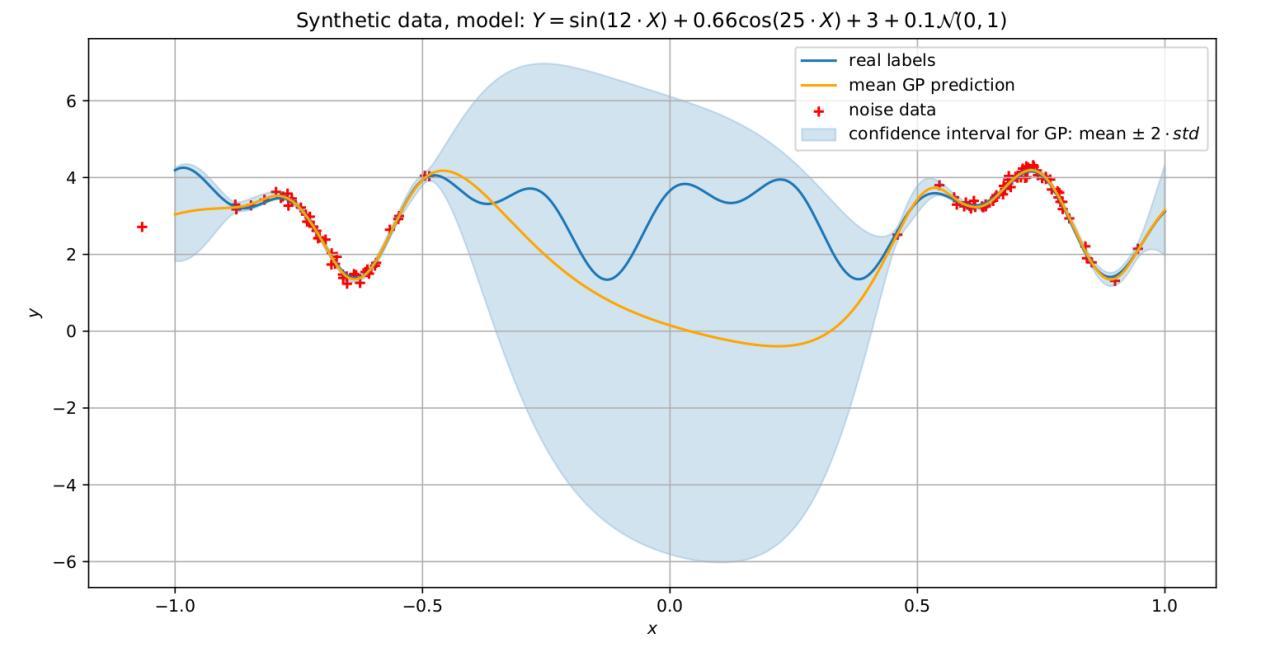 Synthetic data, model: Y = sin(12 · X) + 0.66cos(25 · X) + 3 + 0.1𝒩(0, 1)
real labels
mean GP prediction
noise data
confidence interval for GP: mean ± 2 · std
6
4
2
0
−2
−4
−6
y
−1.0
−0.5
0.0
0.5
1.0
x